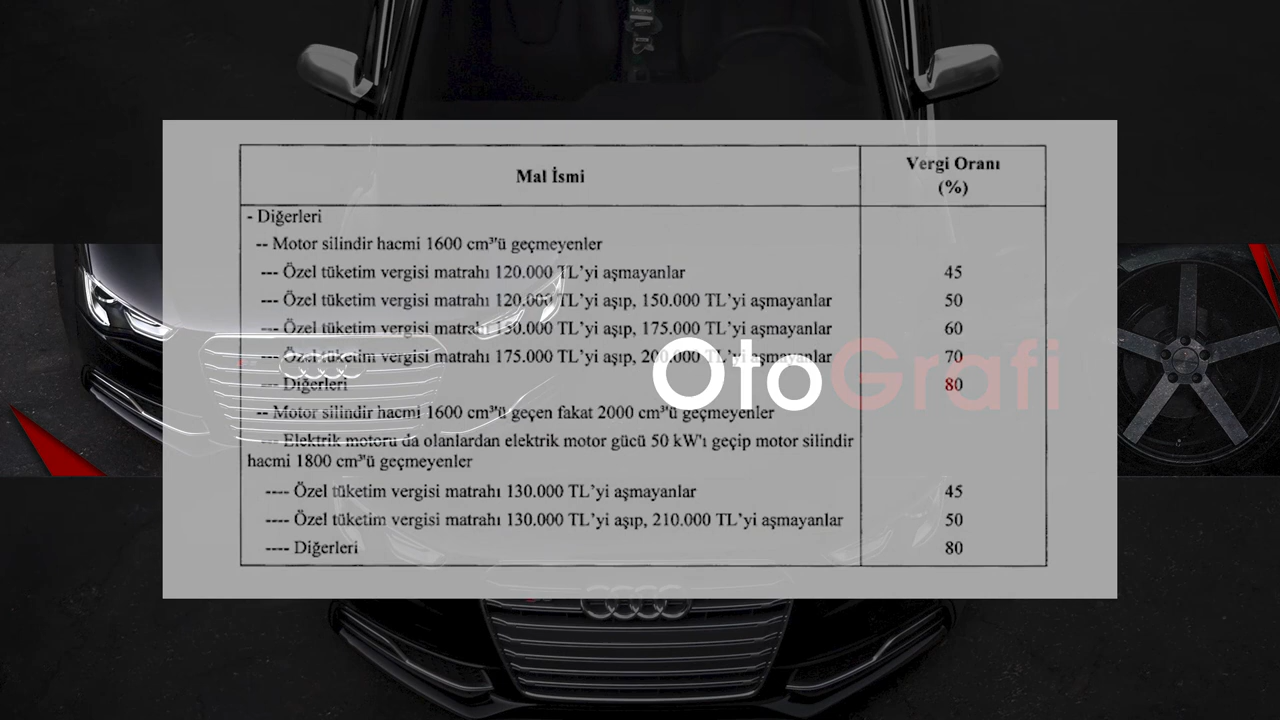 Mal İsmi
Vergi Oranı
(%)
- Diğerleri
-- Motor silindir hacmi 1600 cm³'ü geçmeyenler
--- Özel tüketim vergisi matrahı 120.000 TL'yi aşmayanlar 45
--- Özel tüketim vergisi matrahı 120.000 TL'yi aşıp, 150.000 TL'yi aşmayanlar 50
--- Özel tüketim vergisi matrahı 150.000 TL'yi aşıp, 175.000 TL'yi aşmayanlar 60
--- Özel tüketim vergisi matrahı 175.000 TL'yi aşıp, 200.000 TL'yi aşmayanlar 70
--- Diğerleri 80
OtoGrafi
-- Motor silindir hacmi 1600 cm³'ü geçen fakat 2000 cm³'ü geçmeyenler
--- Elektrik motoru da olanlardan elektrik motor gücü 50 kW'ı geçip motor silindir
hacmi 1800 cm³'ü geçmeyenler
---- Özel tüketim vergisi matrahı 130.000 TL'yi aşmayanlar 45
---- Özel tüketim vergisi matrahı 130.000 TL'yi aşıp, 210.000 TL'yi aşmayanlar 50
---- Diğerleri 80